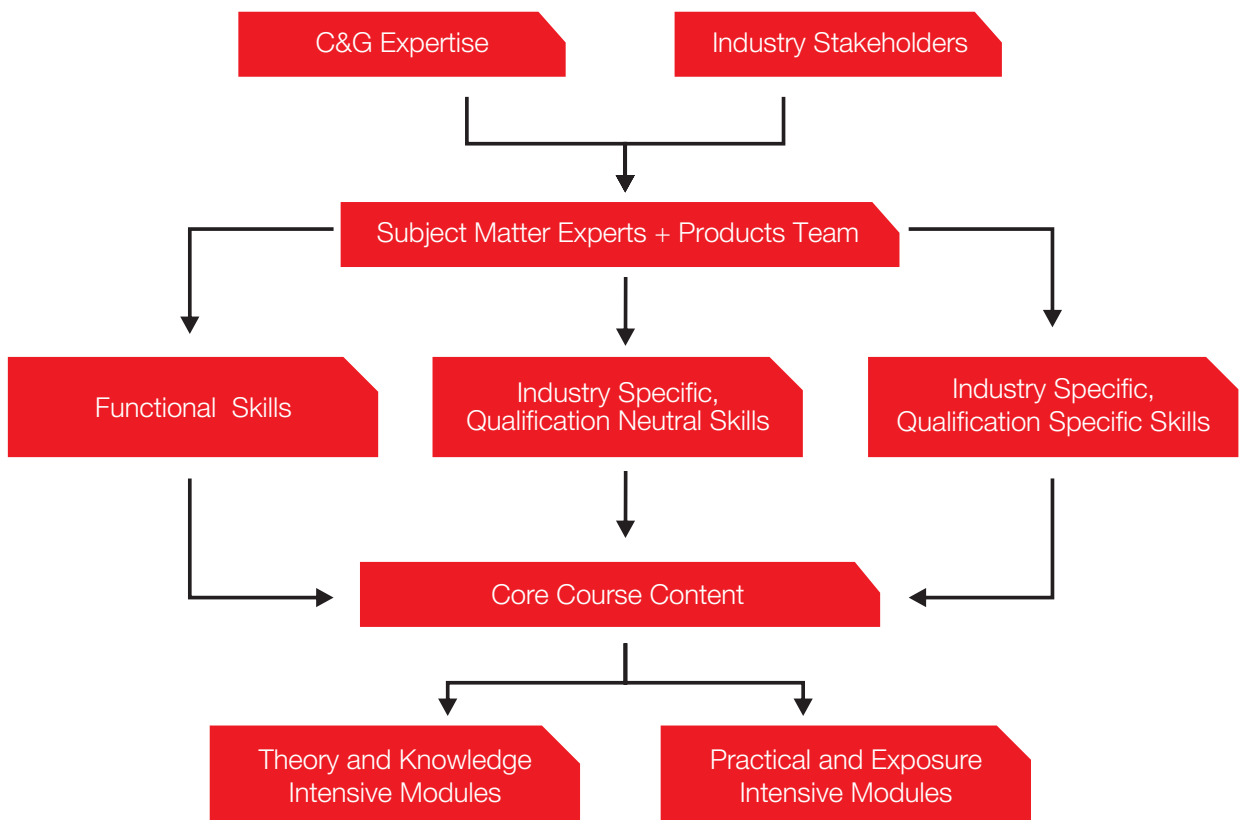 C&G Expertise
Industry Stakeholders
Subject Matter Experts + Products Team
Functional Skills
Industry Specific,
Qualification Neutral Skills
Industry Specific,
Qualification Specific Skills
Core Course Content
Theory and Knowledge
Intensive Modules
Practical and Exposure
Intensive Modules